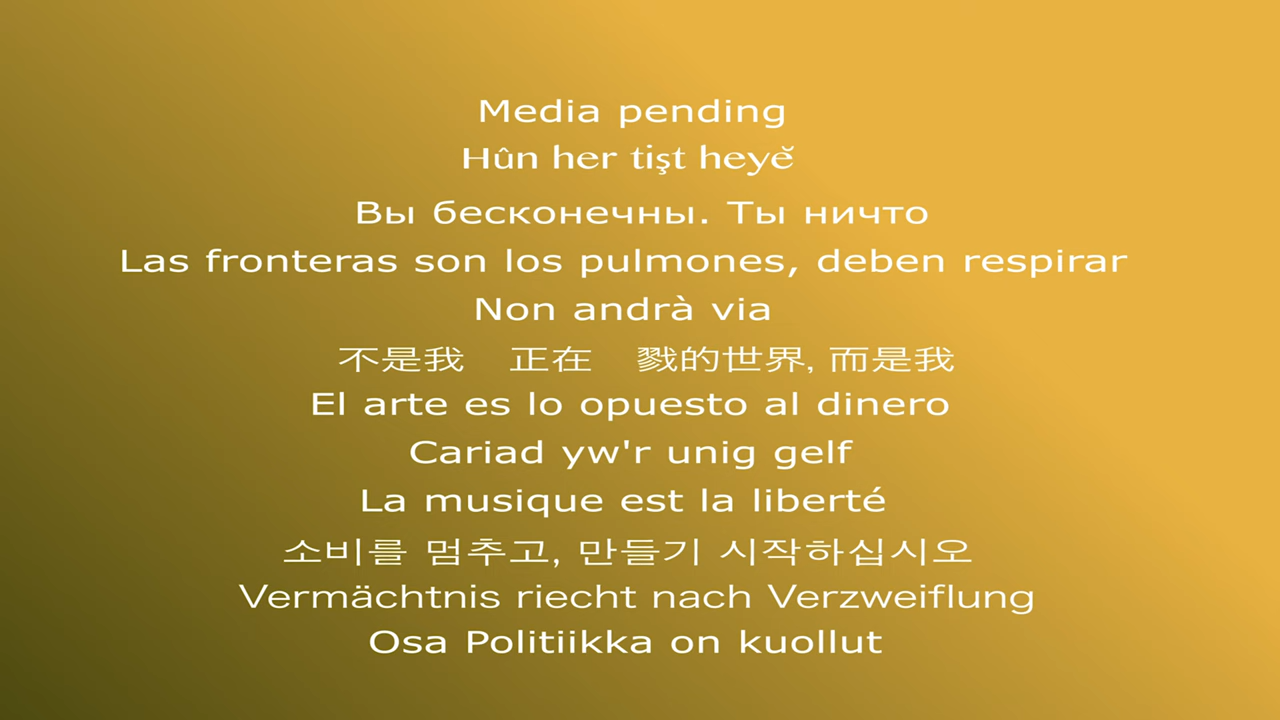 Media pending
Hûn her tişt heyĕ
Вы бесконечны. Ты ничто
Las fronteras son los pulmones, deben respirar
Non andrà via
不是我 正在 毀的世界, 而是我
El arte es lo opuesto al dinero
Cariad yw'r unig gelf
La musique est la liberté
소비를 멈추고, 만들기 시작하십시오
Vermächtnis riecht nach Verzweiflung
Osa Politiikka on kuollut